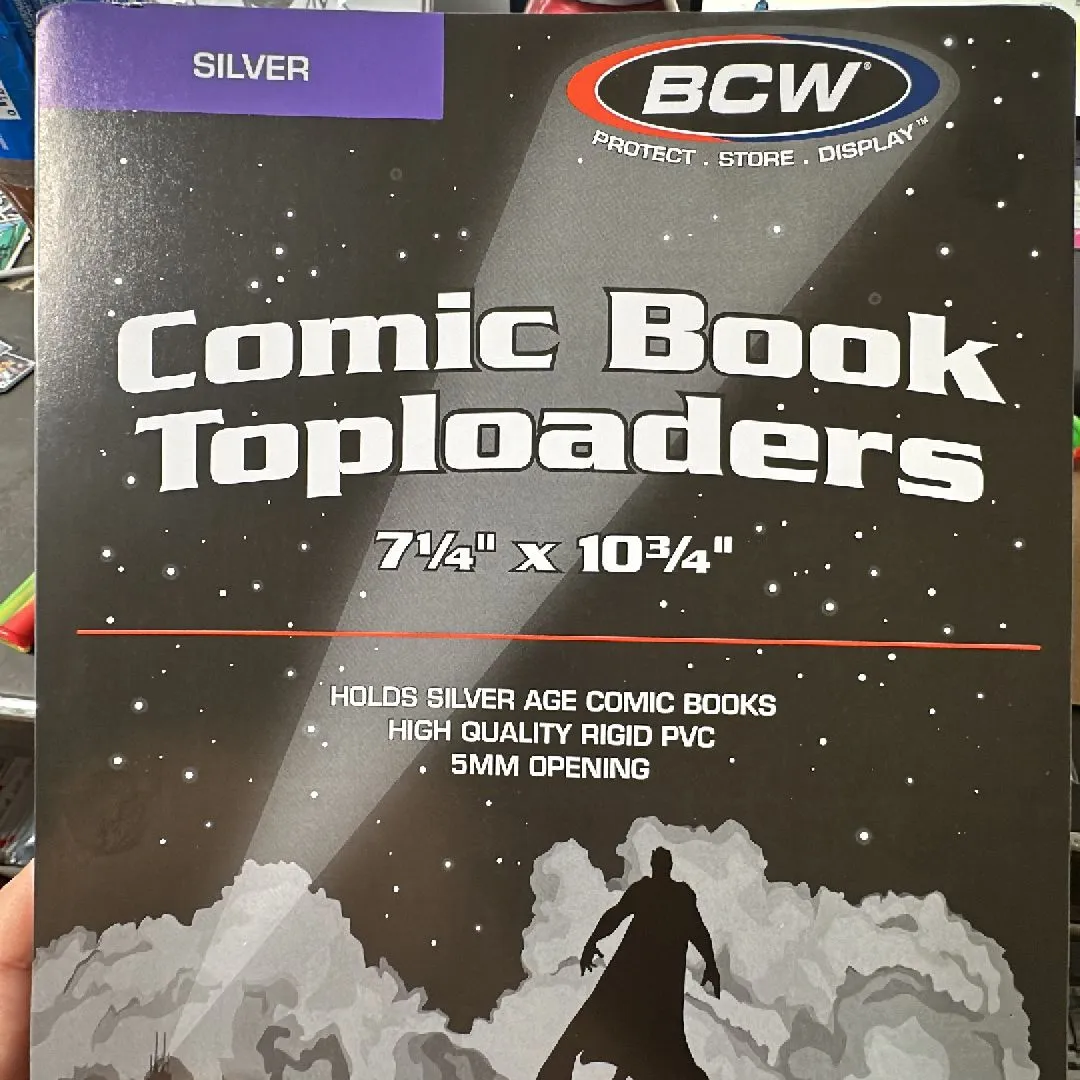 SILVER
BCW®
PROTECT . STORE . DISPLAY™
Comic Book
Toploaders
7¼" x 10¾"
HOLDS SILVER AGE COMIC BOOKS
HIGH QUALITY RIGID PVC
5MM OPENING